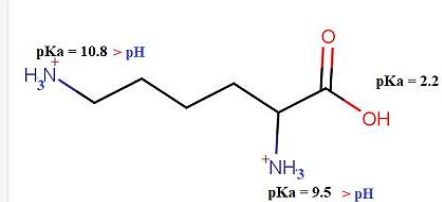 O
pKa = 10.8 > pH
+
H3N
pKa = 2.2
OH
+NH3
pKa = 9.5 > pH